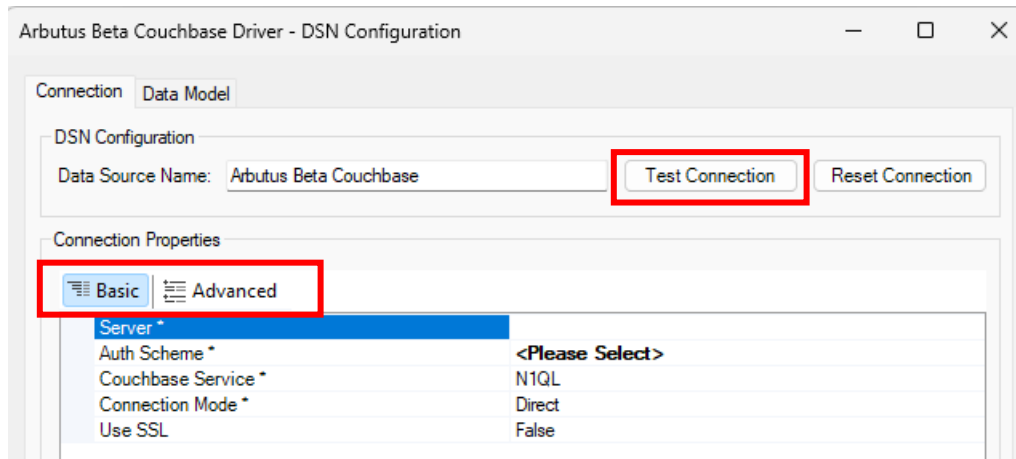 Arbutus Beta Couchbase Driver - DSN Configuration
Connection Data Model
DSN Configuration
Data Source Name: Arbutus Beta Couchbase Test Connection Reset Connection
Connection Properties
Basic Advanced
Server *
Auth Scheme * <Please Select>
Couchbase Service * N1QL
Connection Mode * Direct
Use SSL False